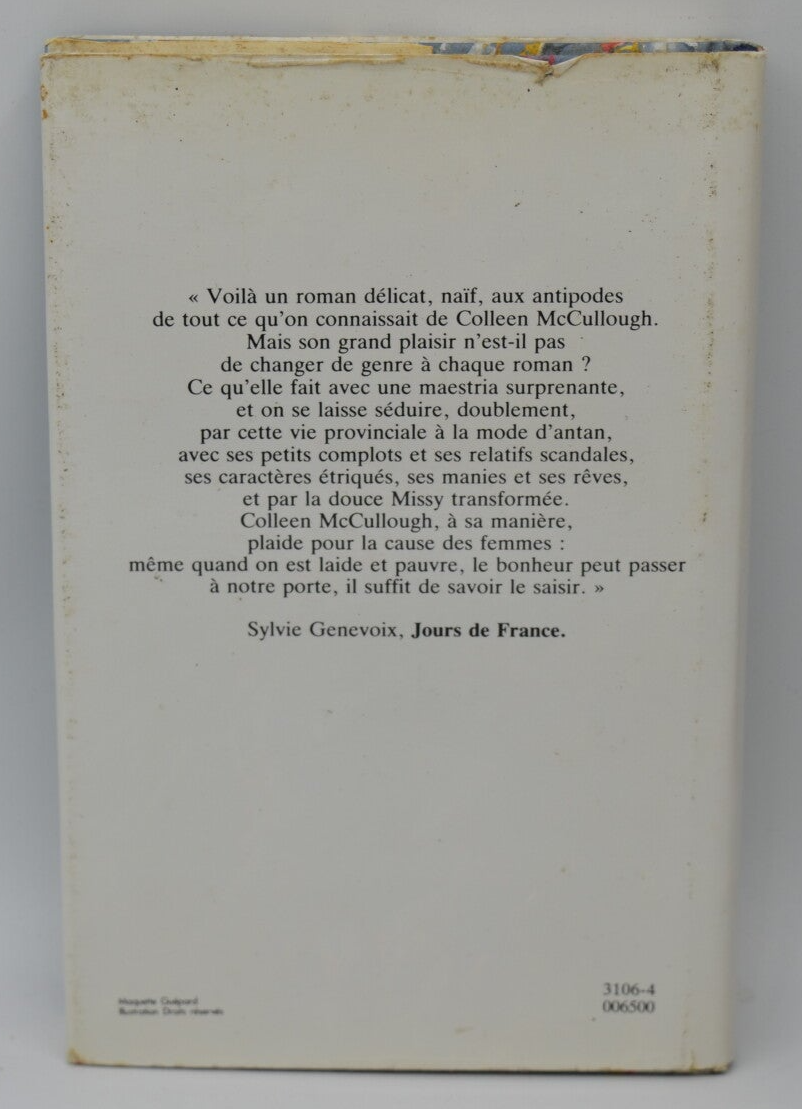 « Voilà un roman délicat, naïf, aux antipodes
de tout ce qu'on connaissait de Colleen McCullough.
Mais son grand plaisir n'est-il pas
de changer de genre à chaque roman ?
Ce qu'elle fait avec une maestria surprenante,
et on se laisse séduire, doublement,
par cette vie provinciale à la mode d'antan,
avec ses petits complots et ses relatifs scandales,
ses caractères étriqués, ses manies et ses rêves,
et par la douce Missy transformée.
Colleen McCullough, à sa manière,
plaide pour la cause des femmes :
même quand on est laide et pauvre, le bonheur peut passer
à notre porte, il suffit de savoir le saisir. »
Sylvie Genevoix, Jours de France.
3106-4
006500
Maquette Guépard
Illustration Droits réservés